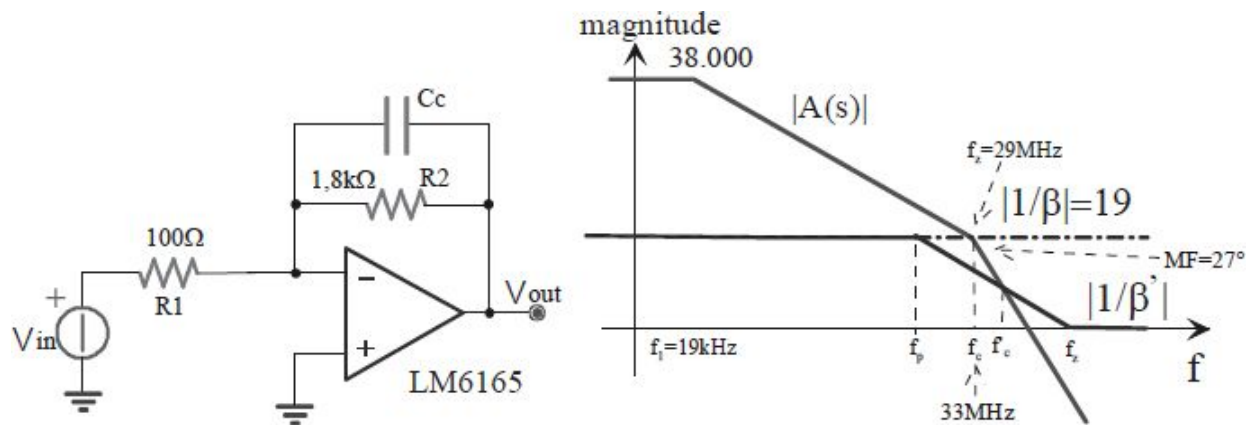 Cc
1,8kΩ
R2
100Ω
R1
+
Vin
−
+
Vout
LM6165
magnitude
38.000
|A(s)|
fz=29MHz
|1/β|=19
MF=27°
|1/β’|
f1=19kHz
fp
fc
f'c
fz
f
33MHz